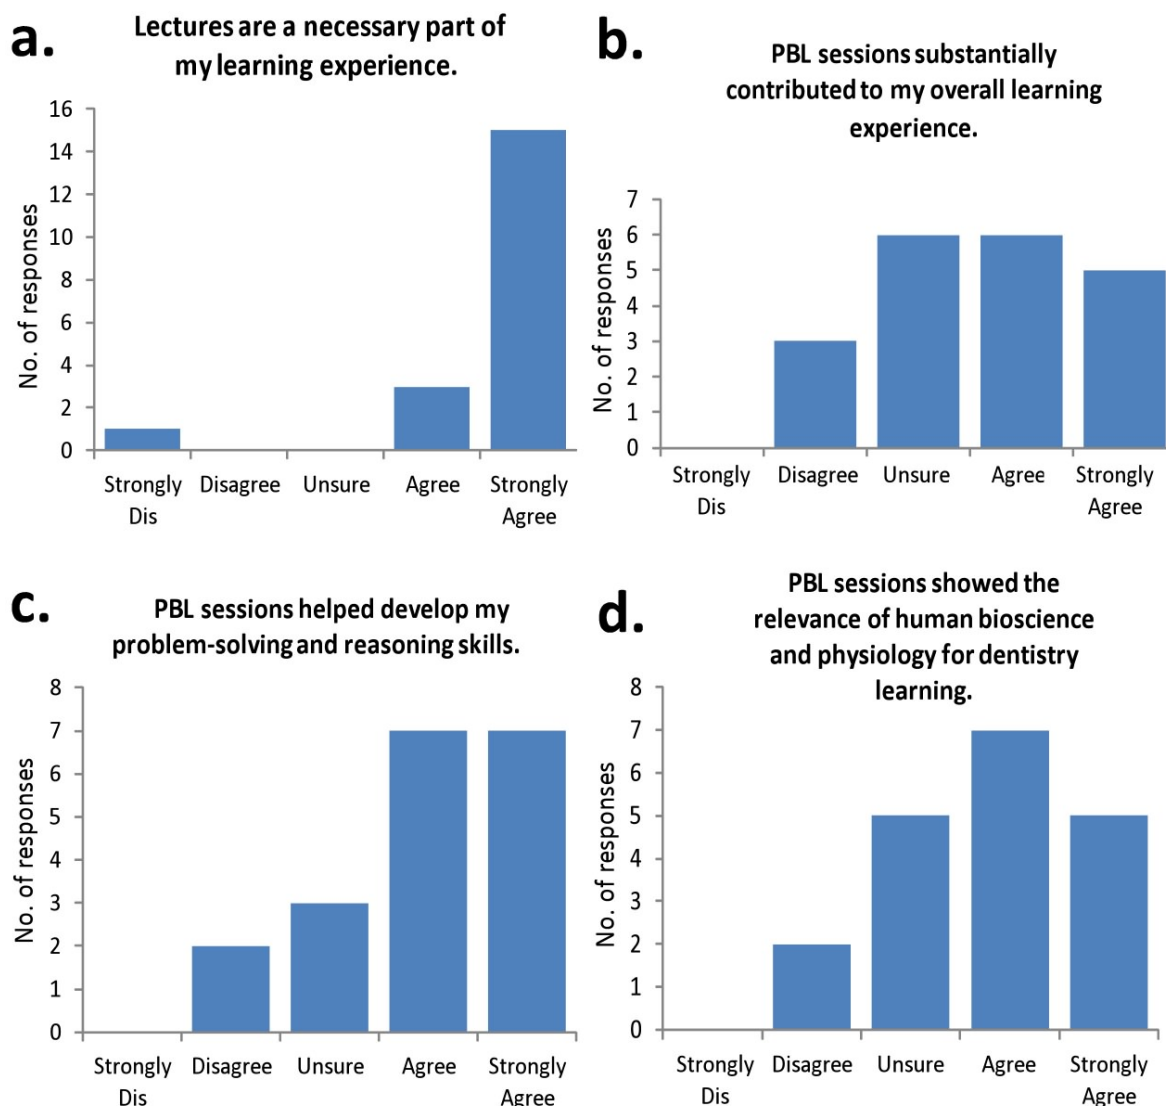 a.
Lectures are a necessary part of
my learning experience.
No. of responses
16
14
12
10
8
6
4
2
0
Strongly Dis
Disagree
Unsure
Agree
Strongly Agree
b.
PBL sessions substantially
contributed to my overall learning
experience.
No. of responses
7
6
5
4
3
2
1
0
Strongly Dis
Disagree
Unsure
Agree
Strongly Agree
c.
PBL sessions helped develop my
problem-solving and reasoning skills.
No. of responses
8
7
6
5
4
3
2
1
0
Strongly Dis
Disagree
Unsure
Agree
Strongly Agree
d.
PBL sessions showed the
relevance of human bioscience
and physiology for dentistry
learning.
No. of responses
8
7
6
5
4
3
2
1
0
Strongly Dis
Disagree
Unsure
Agree
Strongly Agree